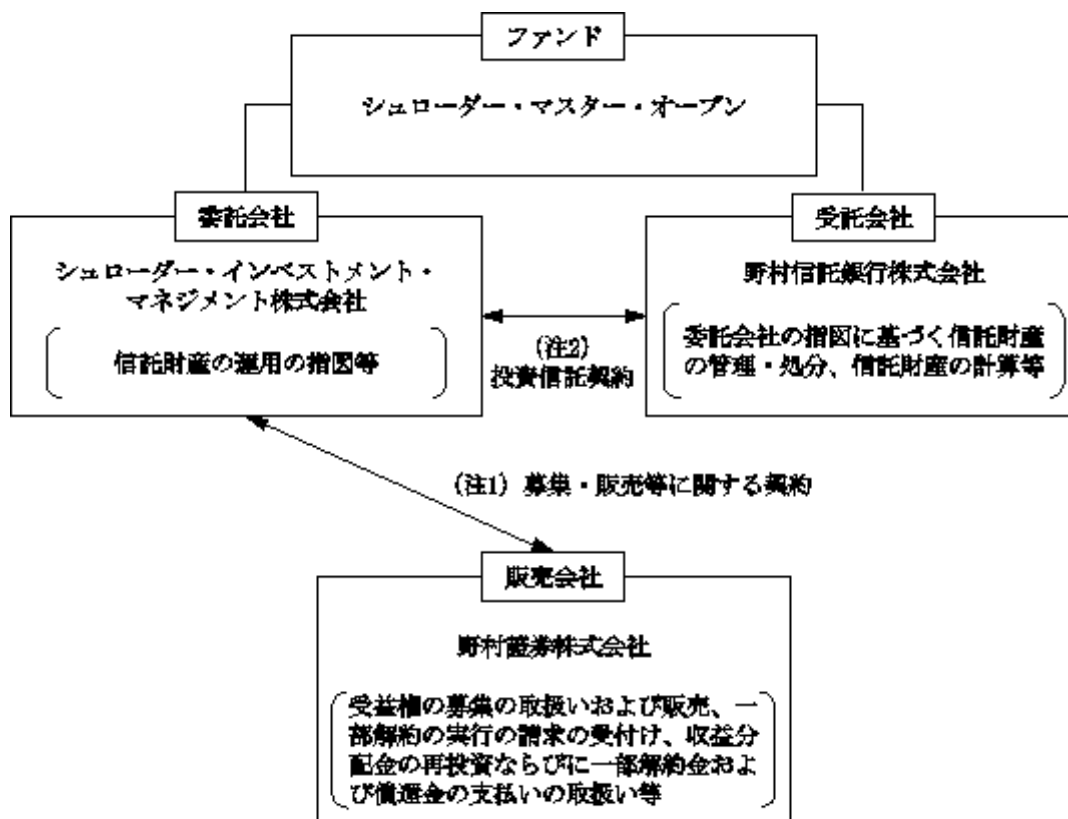 ファンド
シュローダー・マスター・オープン
委託会社
シュローダー・インベストメント・
マネジメント株式会社
信託財産の運用の指図等
(注2)
投資信託契約
受託会社
野村信託銀行株式会社
委託会社の指図に基づく信託財産
の管理・処分、信託財産の計算等
(注1) 募集・販売等に関する契約
販売会社
野村證券株式会社
受益権の募集の取扱いおよび販売、一
部解約の実行の請求の受付け、収益分
配金の再投資ならびに一部解約金およ
び償還金の支払いの取扱い等